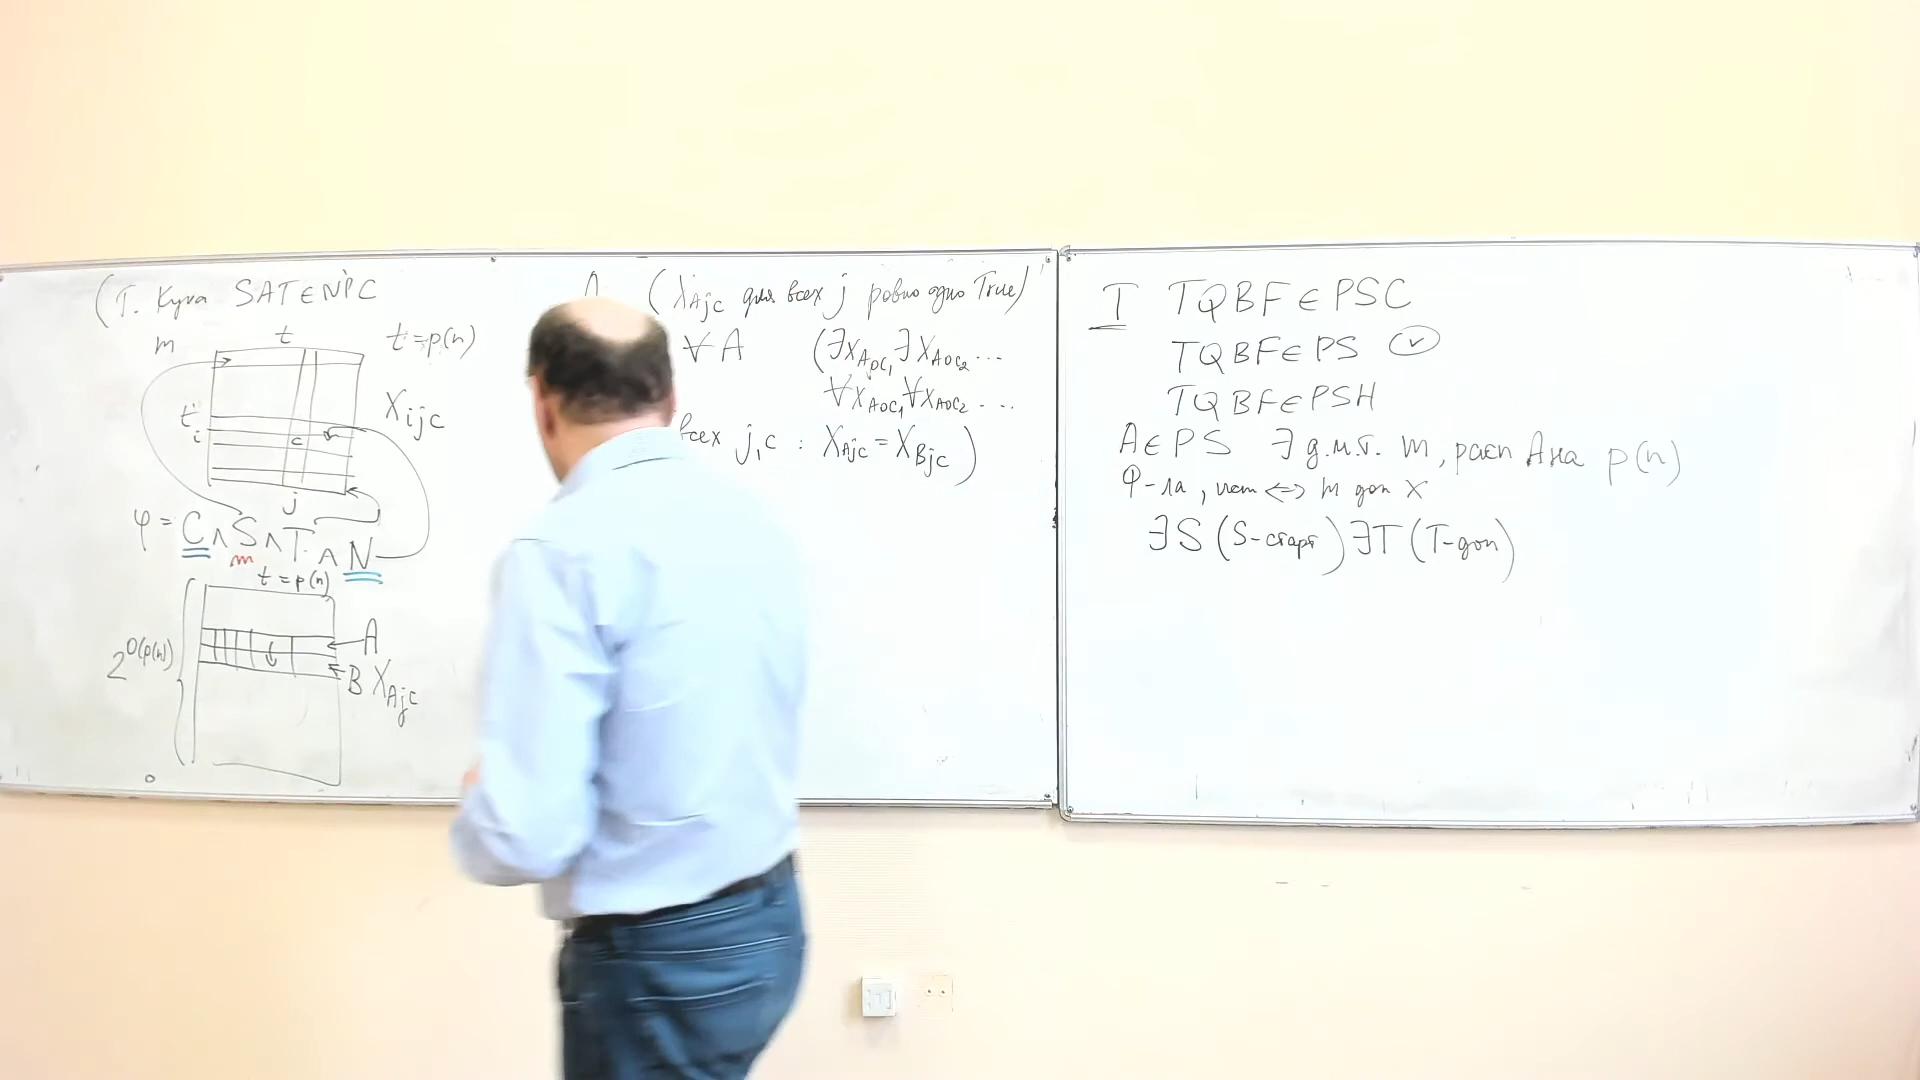 (Т. Кука SAT∈NPC
m t t=p(n)
X_ijc
t
i c
j
φ = C ∧ S ∧ T ∧ N
m
t = p(n)
A
2^O(p(n))
B X_Ajc
(X_Ajc для всех j ровно одно True)
∀A (∃X_A0C₁ ∃X_A0C₂ ...
∀X_A0C₁ ∀X_A0C₂ ...
всех j,c : X_Ajc = X_Bjc)
T TQBF∈PSC
TQBF∈PS v
TQBF∈PSH
A∈PS ∃ д.м.т. m, расп A на p(n)
φ-ла, ист ⇔ m доп x
∃S (S-старт) ∃T (T-доп)